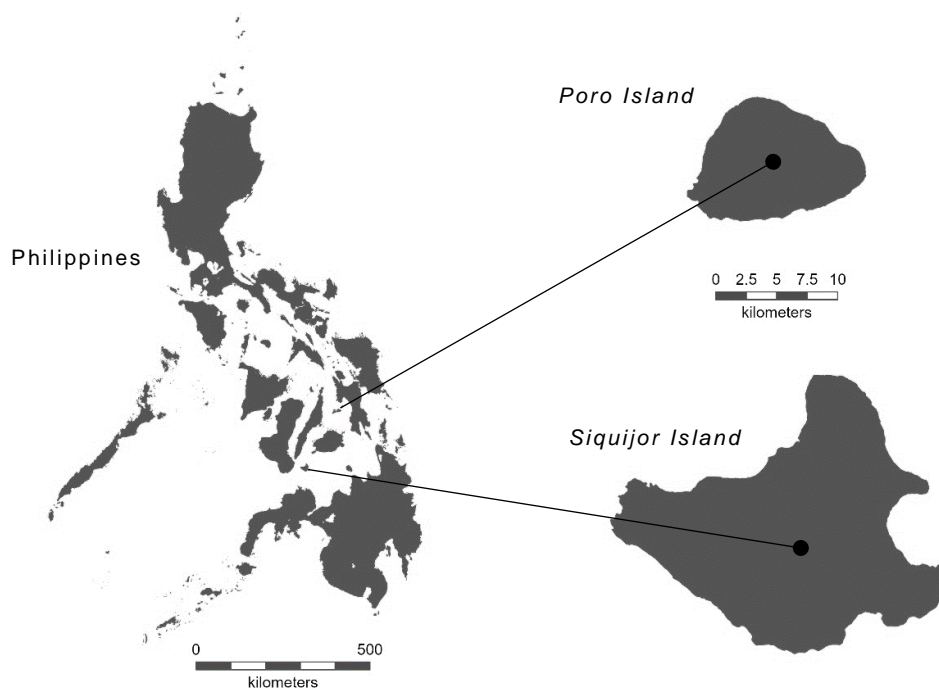 Poro Island
Philippines
0 2.5 5 7.5 10
kilometers
Siquijor Island
0 500
kilometers